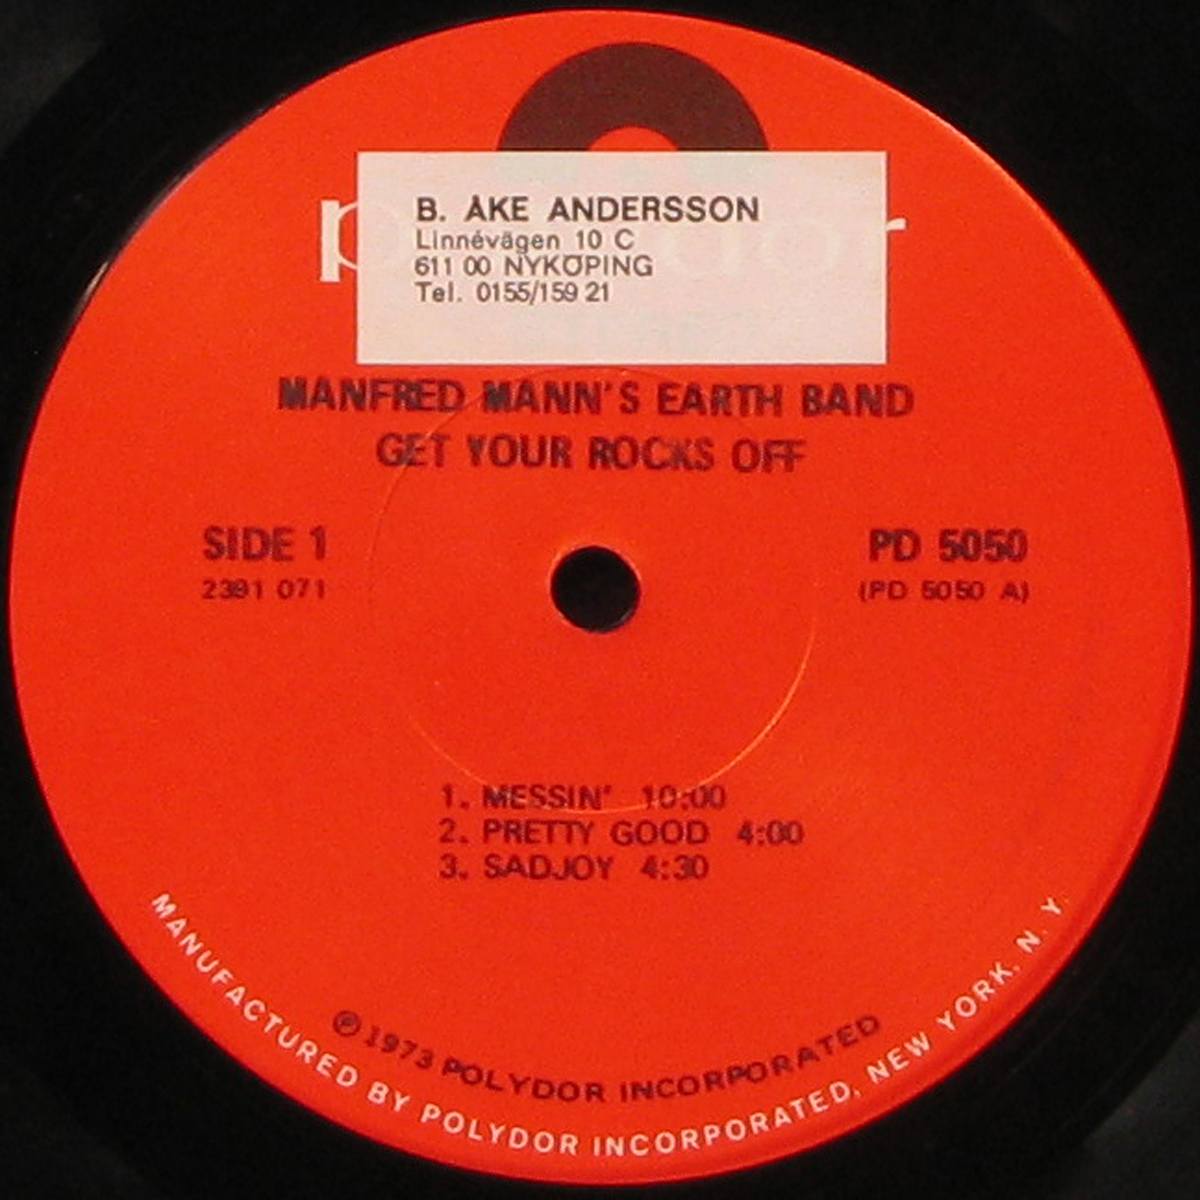 B. ÅKE ANDERSSON
Linnévägen 10 C
611 00 NYKÖPING
Tel. 0155/159 21
MANFRED MANN'S EARTH BAND
GET YOUR ROCKS OFF
SIDE 1
2391 071
PD 5050
(PD 5050 A)
1. MESSIN' 10:00
2. PRETTY GOOD 4:00
3. SADJOY 4:30
℗ 1973 POLYDOR INCORPORATED
MANUFACTURED BY POLYDOR INCORPORATED, NEW YORK, N. Y.